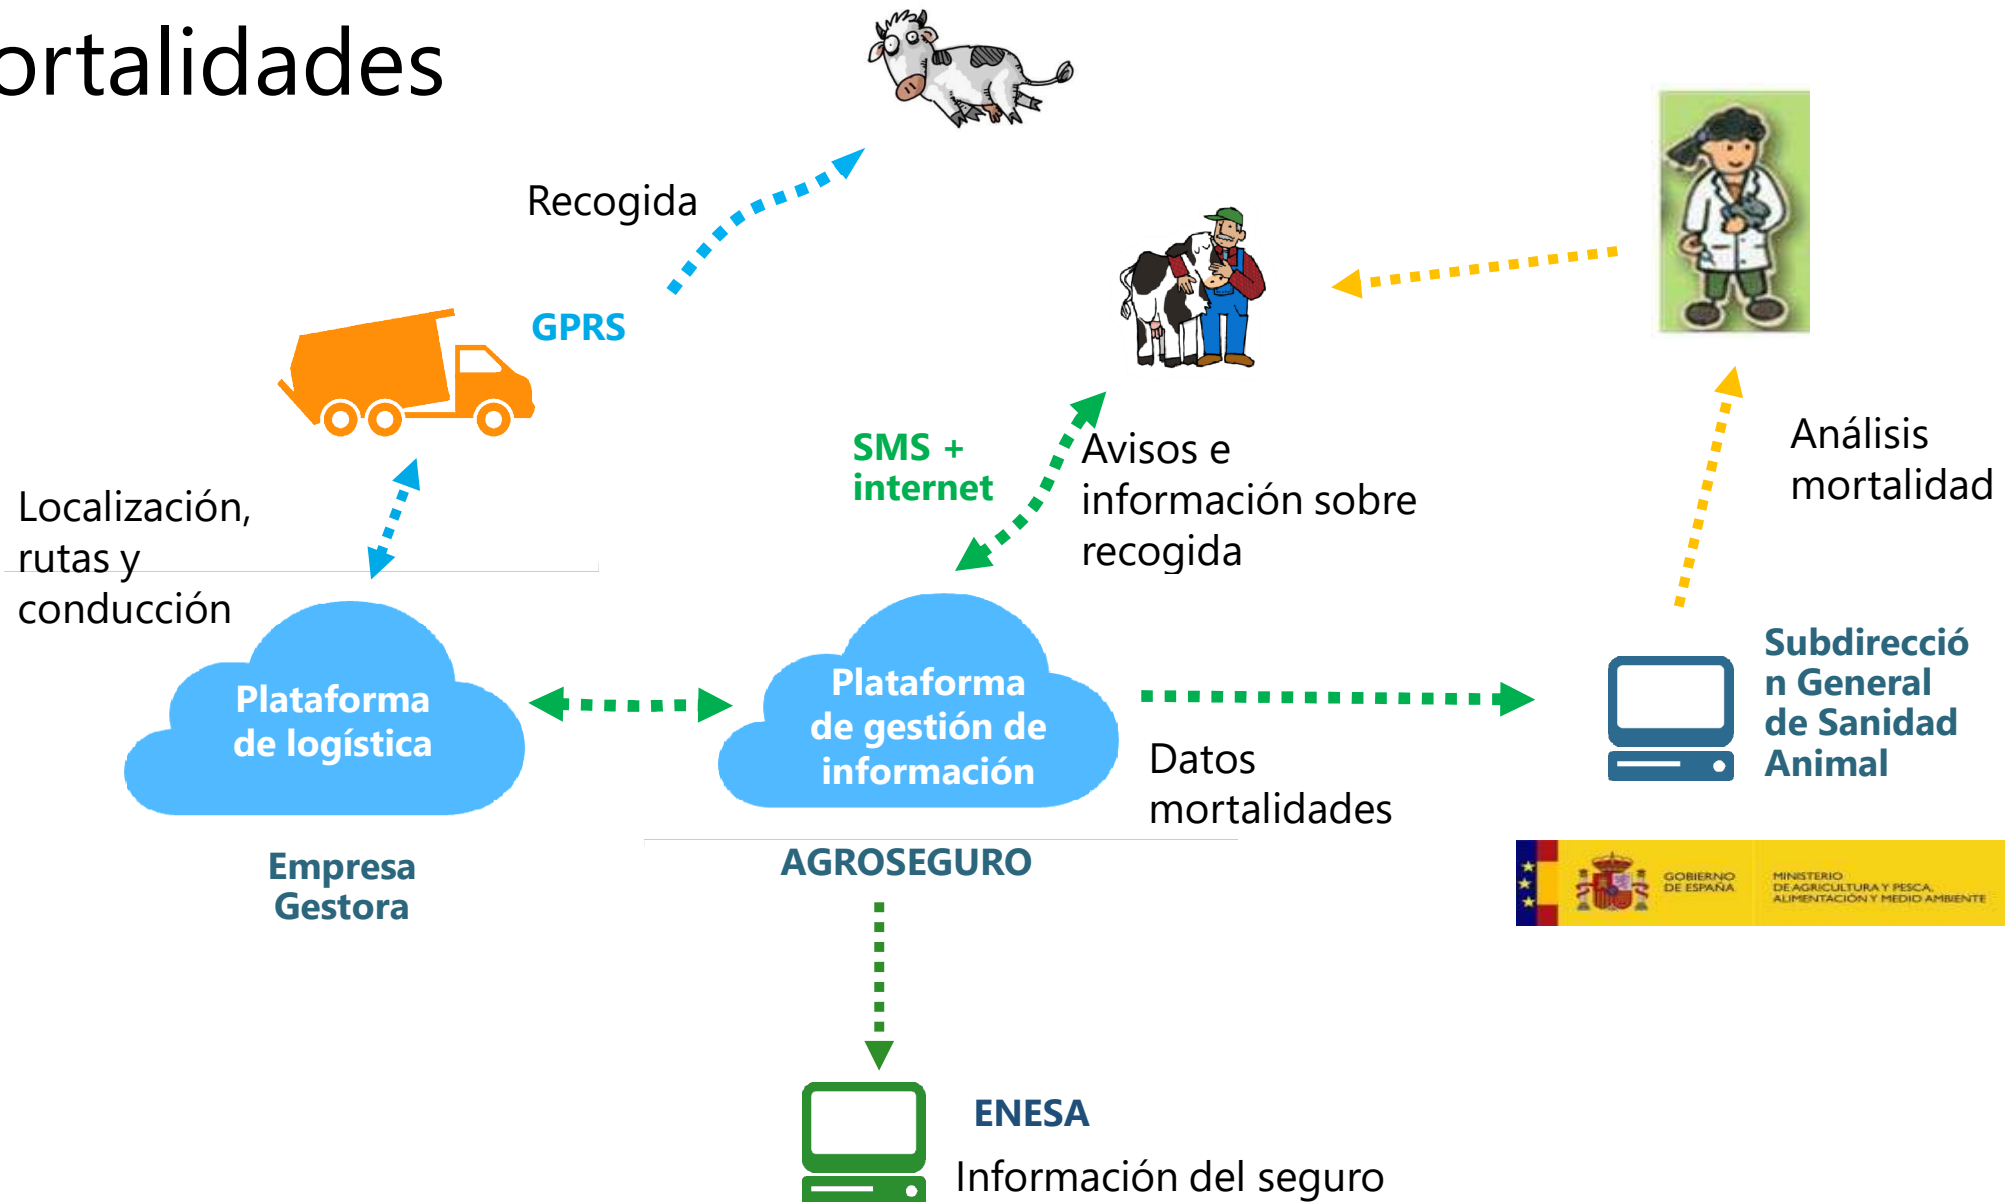 ortalidades
Recogida
GPRS
SMS +
internet
Avisos e
información sobre
recogida
Análisis
mortalidad
Localización,
rutas y
conducción
Plataforma
de logística
Plataforma
de gestión de
información
Datos
mortalidades
Subdirecció
n General
de Sanidad
Animal
Empresa
Gestora
AGROSEGURO
GOBIERNO
DE ESPAÑA
MINISTERIO
DE AGRICULTURA Y PESCA,
ALIMENTACIÓN Y MEDIO AMBIENTE
ENESA
Información del seguro